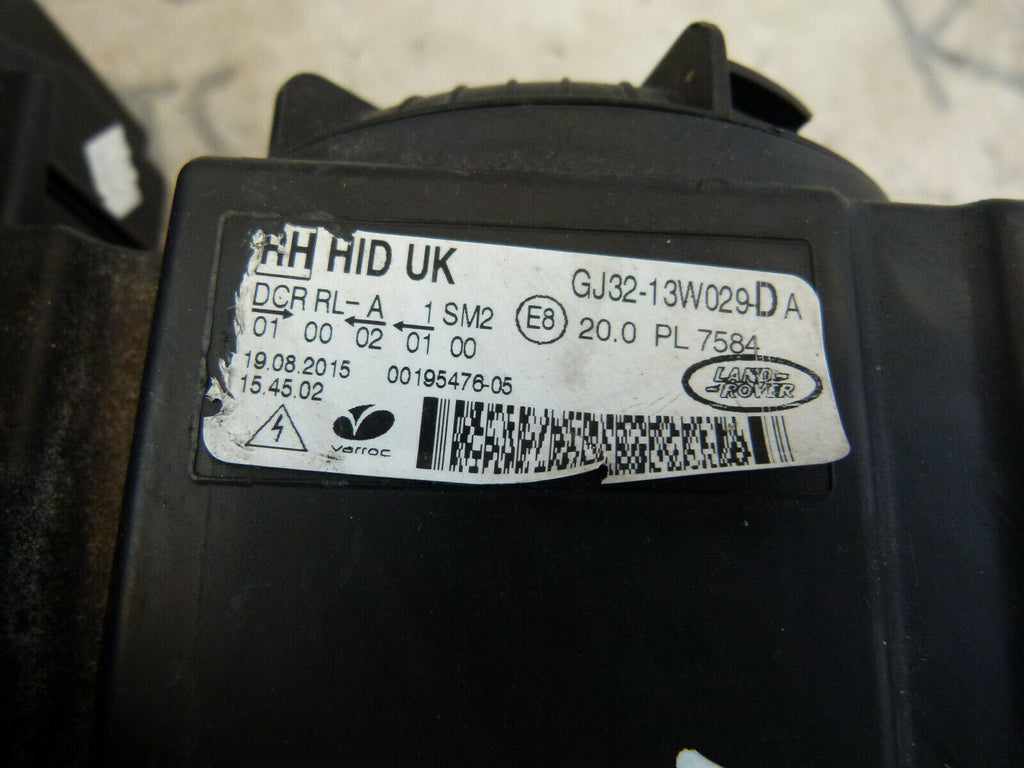 RH HID UK
GJ32-13W029-D A
DCR RL- A 1 SM2
01 00 02 01 00
E8
20.0 PL 7584
19.08.2015 00195476-05
15.45.02
LAND-
-ROVER
varroc